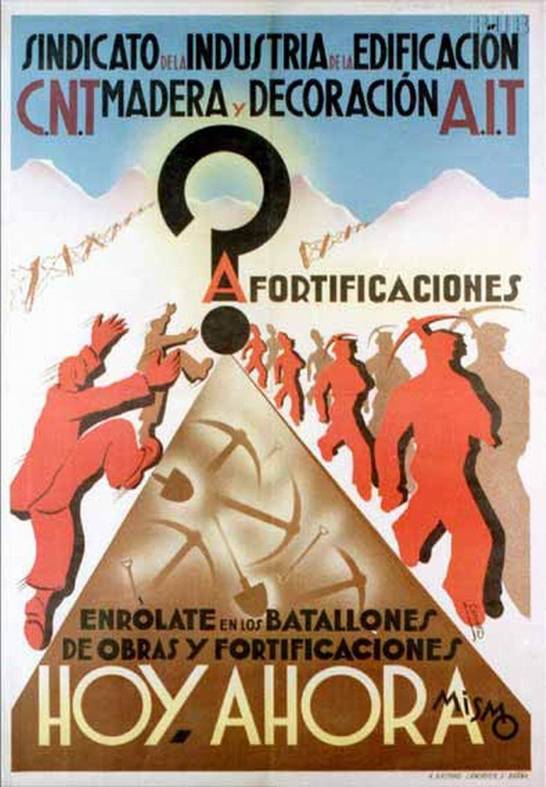 SINDICATO DE LA INDUSTRIA DE LA EDIFICACIÓN
C.N.T MADERA Y DECORACIÓN A.I.T
?
A FORTIFICACIONES
ENRÓLATE EN LOS BATALLONES
DE OBRAS Y FORTIFICACIONES
HOY. AHORA MISMO